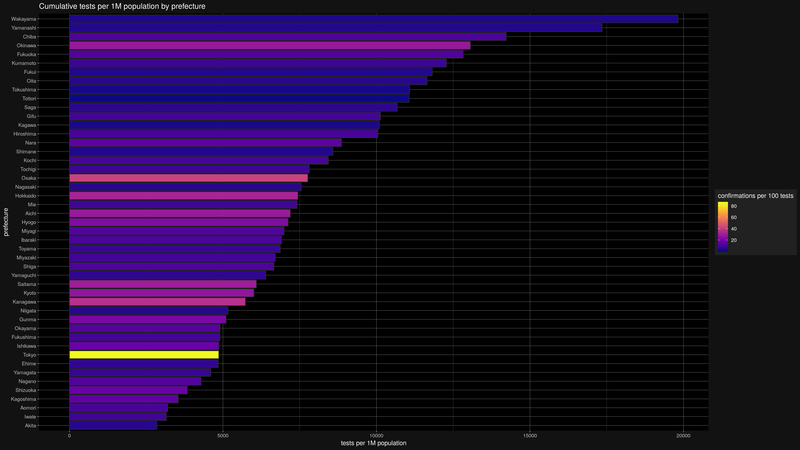 Cumulative tests per 1M population by prefecture
Wakayama
Yamanashi
Chiba
Okinawa
Fukuoka
Kumamoto
Fukui
Oita
Tokushima
Tottori
Saga
Gifu
Kagawa
Hiroshima
Nara
Shimane
Kochi
Tochigi
Osaka
Nagasaki
Hokkaido
Mie
Aichi
Hyogo
Miyagi
Ibaraki
Toyama
Miyazaki
Shiga
Yamaguchi
Saitama
Kyoto
Kanagawa
Niigata
Gunma
Okayama
Fukushima
Ishikawa
Tokyo
Ehime
Yamagata
Nagano
Shizuoka
Kagoshima
Aomori
Iwate
Akita
prefecture
0 5000 10000 15000 20000
tests per 1M population
confirmations per 100 tests
80
60
40
20